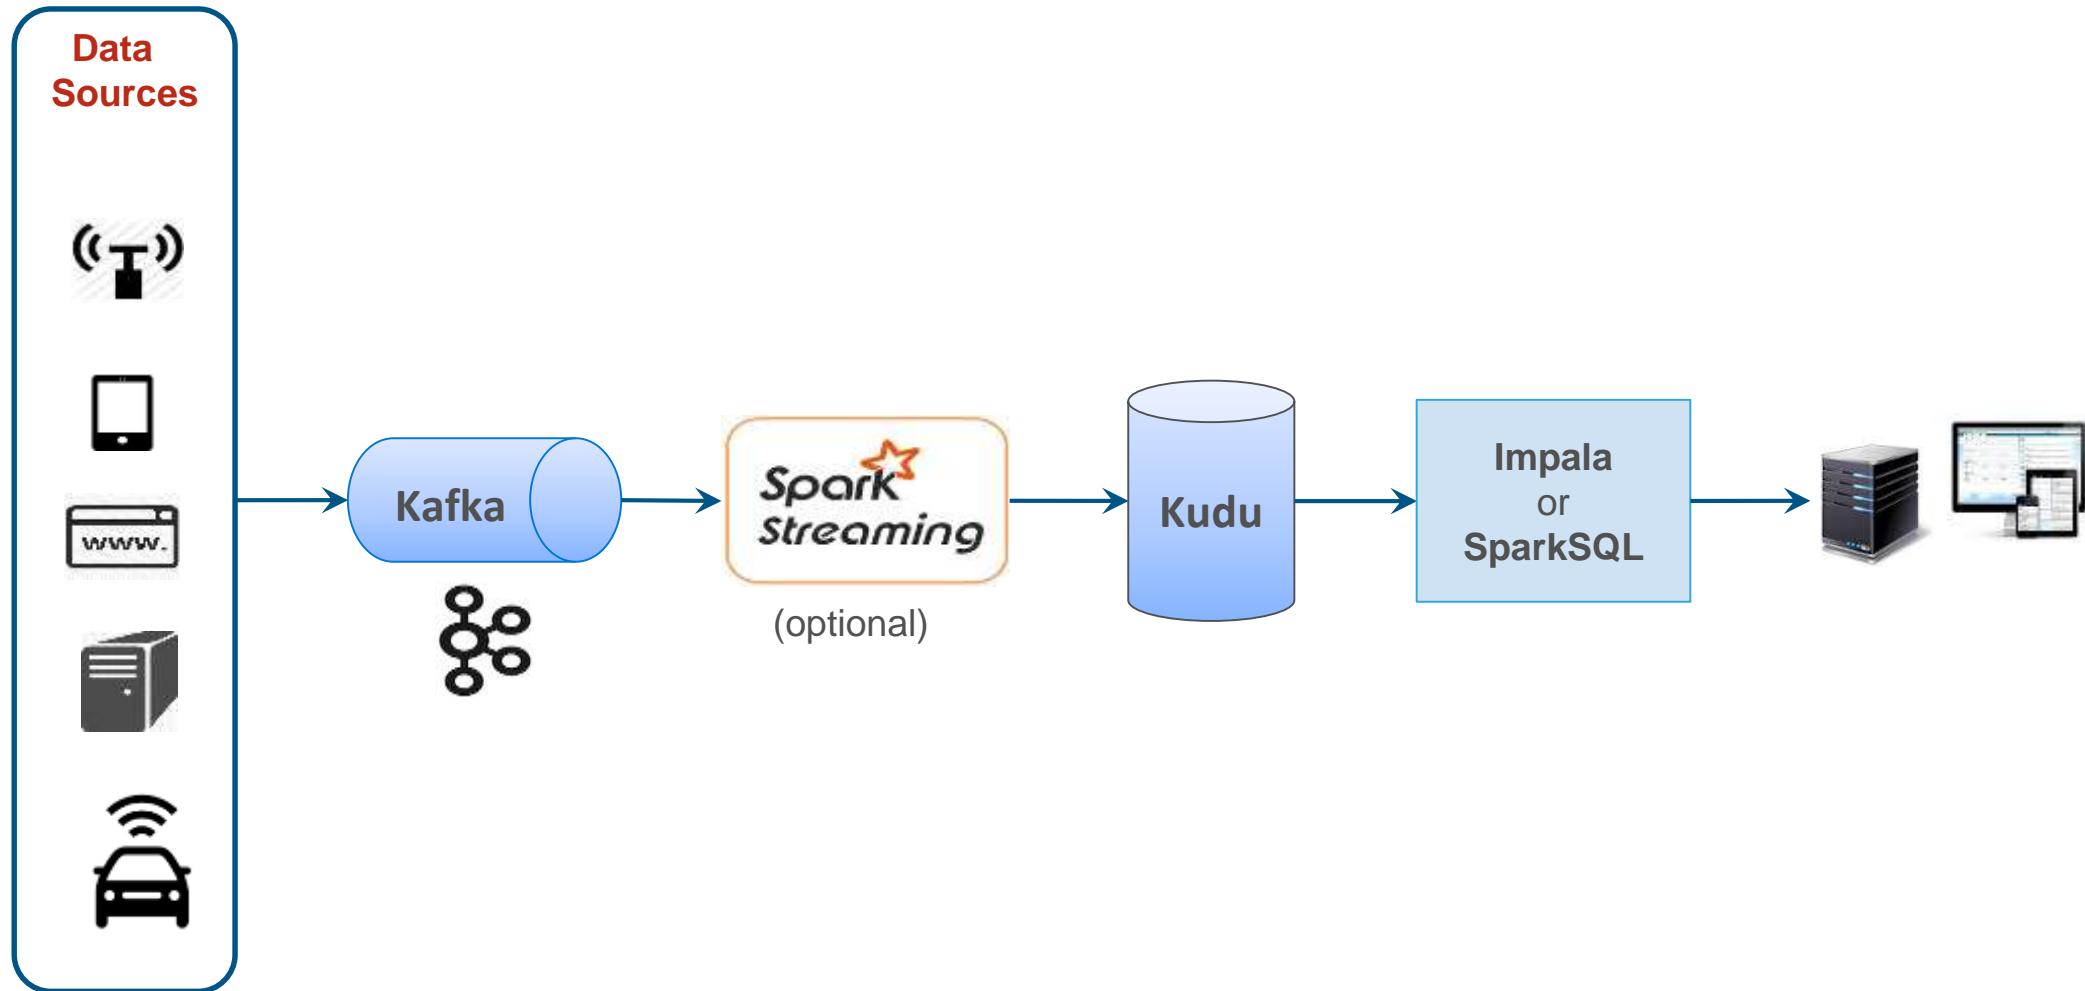 Data
Sources
www.
Kafka
Spark
Streaming
(optional)
Kudu
Impala
or
SparkSQL